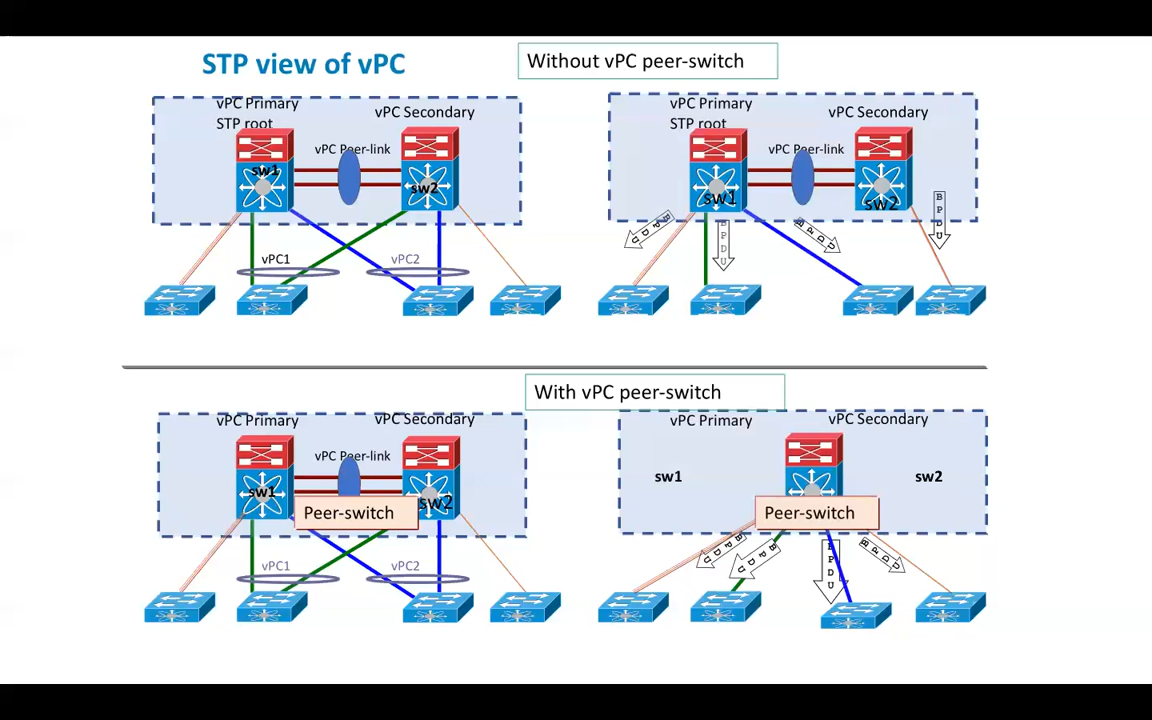 STP view of vPC
Without vPC peer-switch
vPC Primary
STP root
vPC Secondary
vPC Peer-link
sw1
sw2
vPC1
vPC2
vPC Primary
STP root
vPC Secondary
vPC Peer-link
sw1
sw2
BPDU
BPDU
BPDU
BPDU
With vPC peer-switch
vPC Primary
vPC Secondary
vPC Peer-link
sw1
sw2
Peer-switch
vPC1
vPC2
vPC Primary
vPC Secondary
sw1
sw2
Peer-switch
BPDU
BPDU
BPDU
BPDU